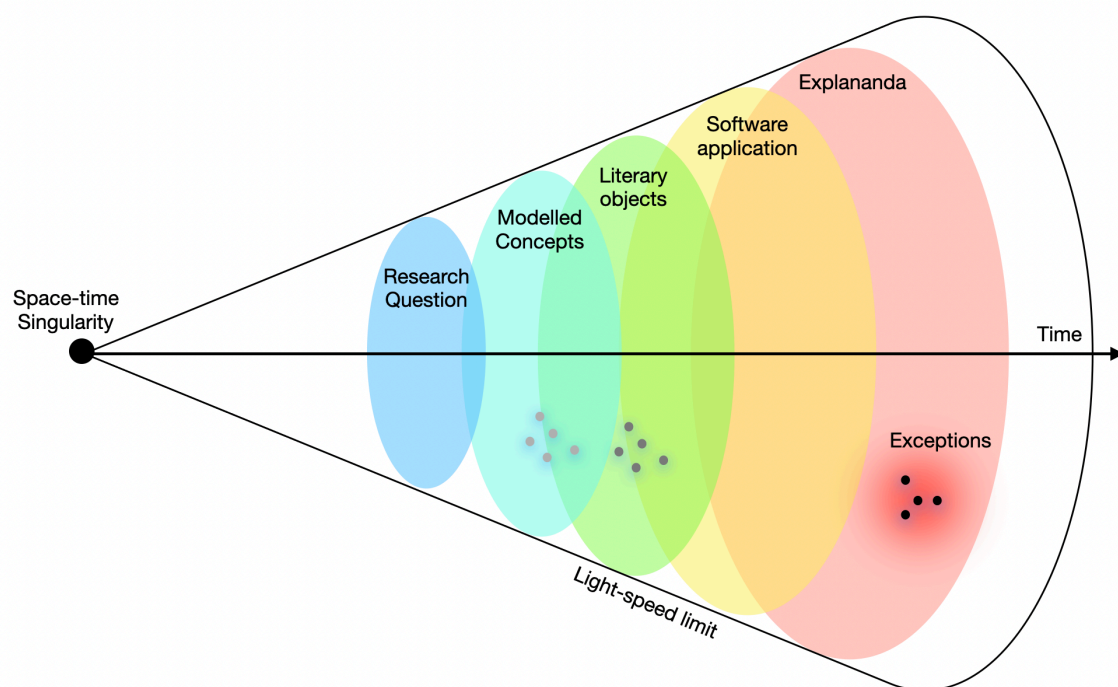 Explananda
Software
application
Literary
objects
Modelled
Concepts
Research
Question
Space-time
Singularity
Time
Exceptions
Light-speed limit